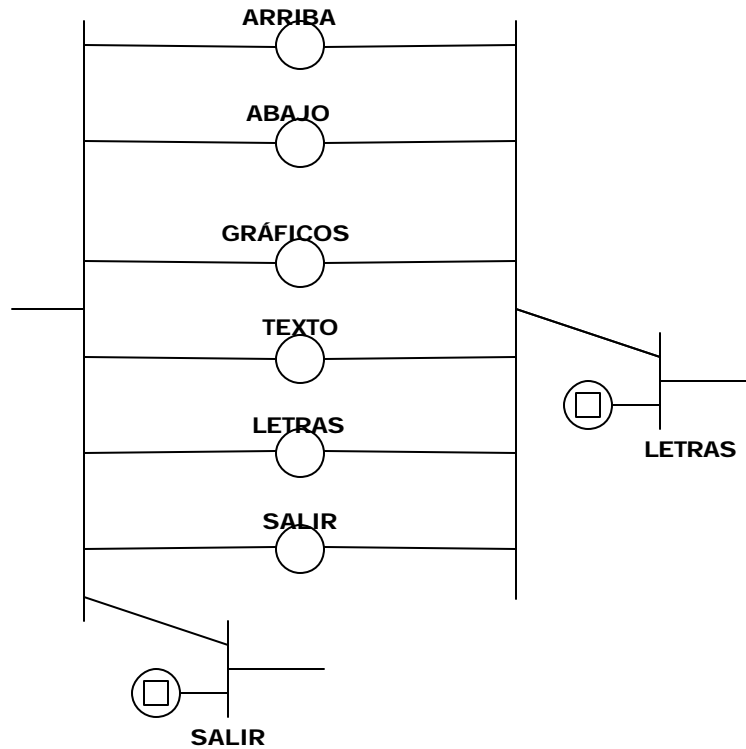 ARRIBA
ABAJO
GRÁFICOS
TEXTO
LETRAS
LETRAS
SALIR
SALIR